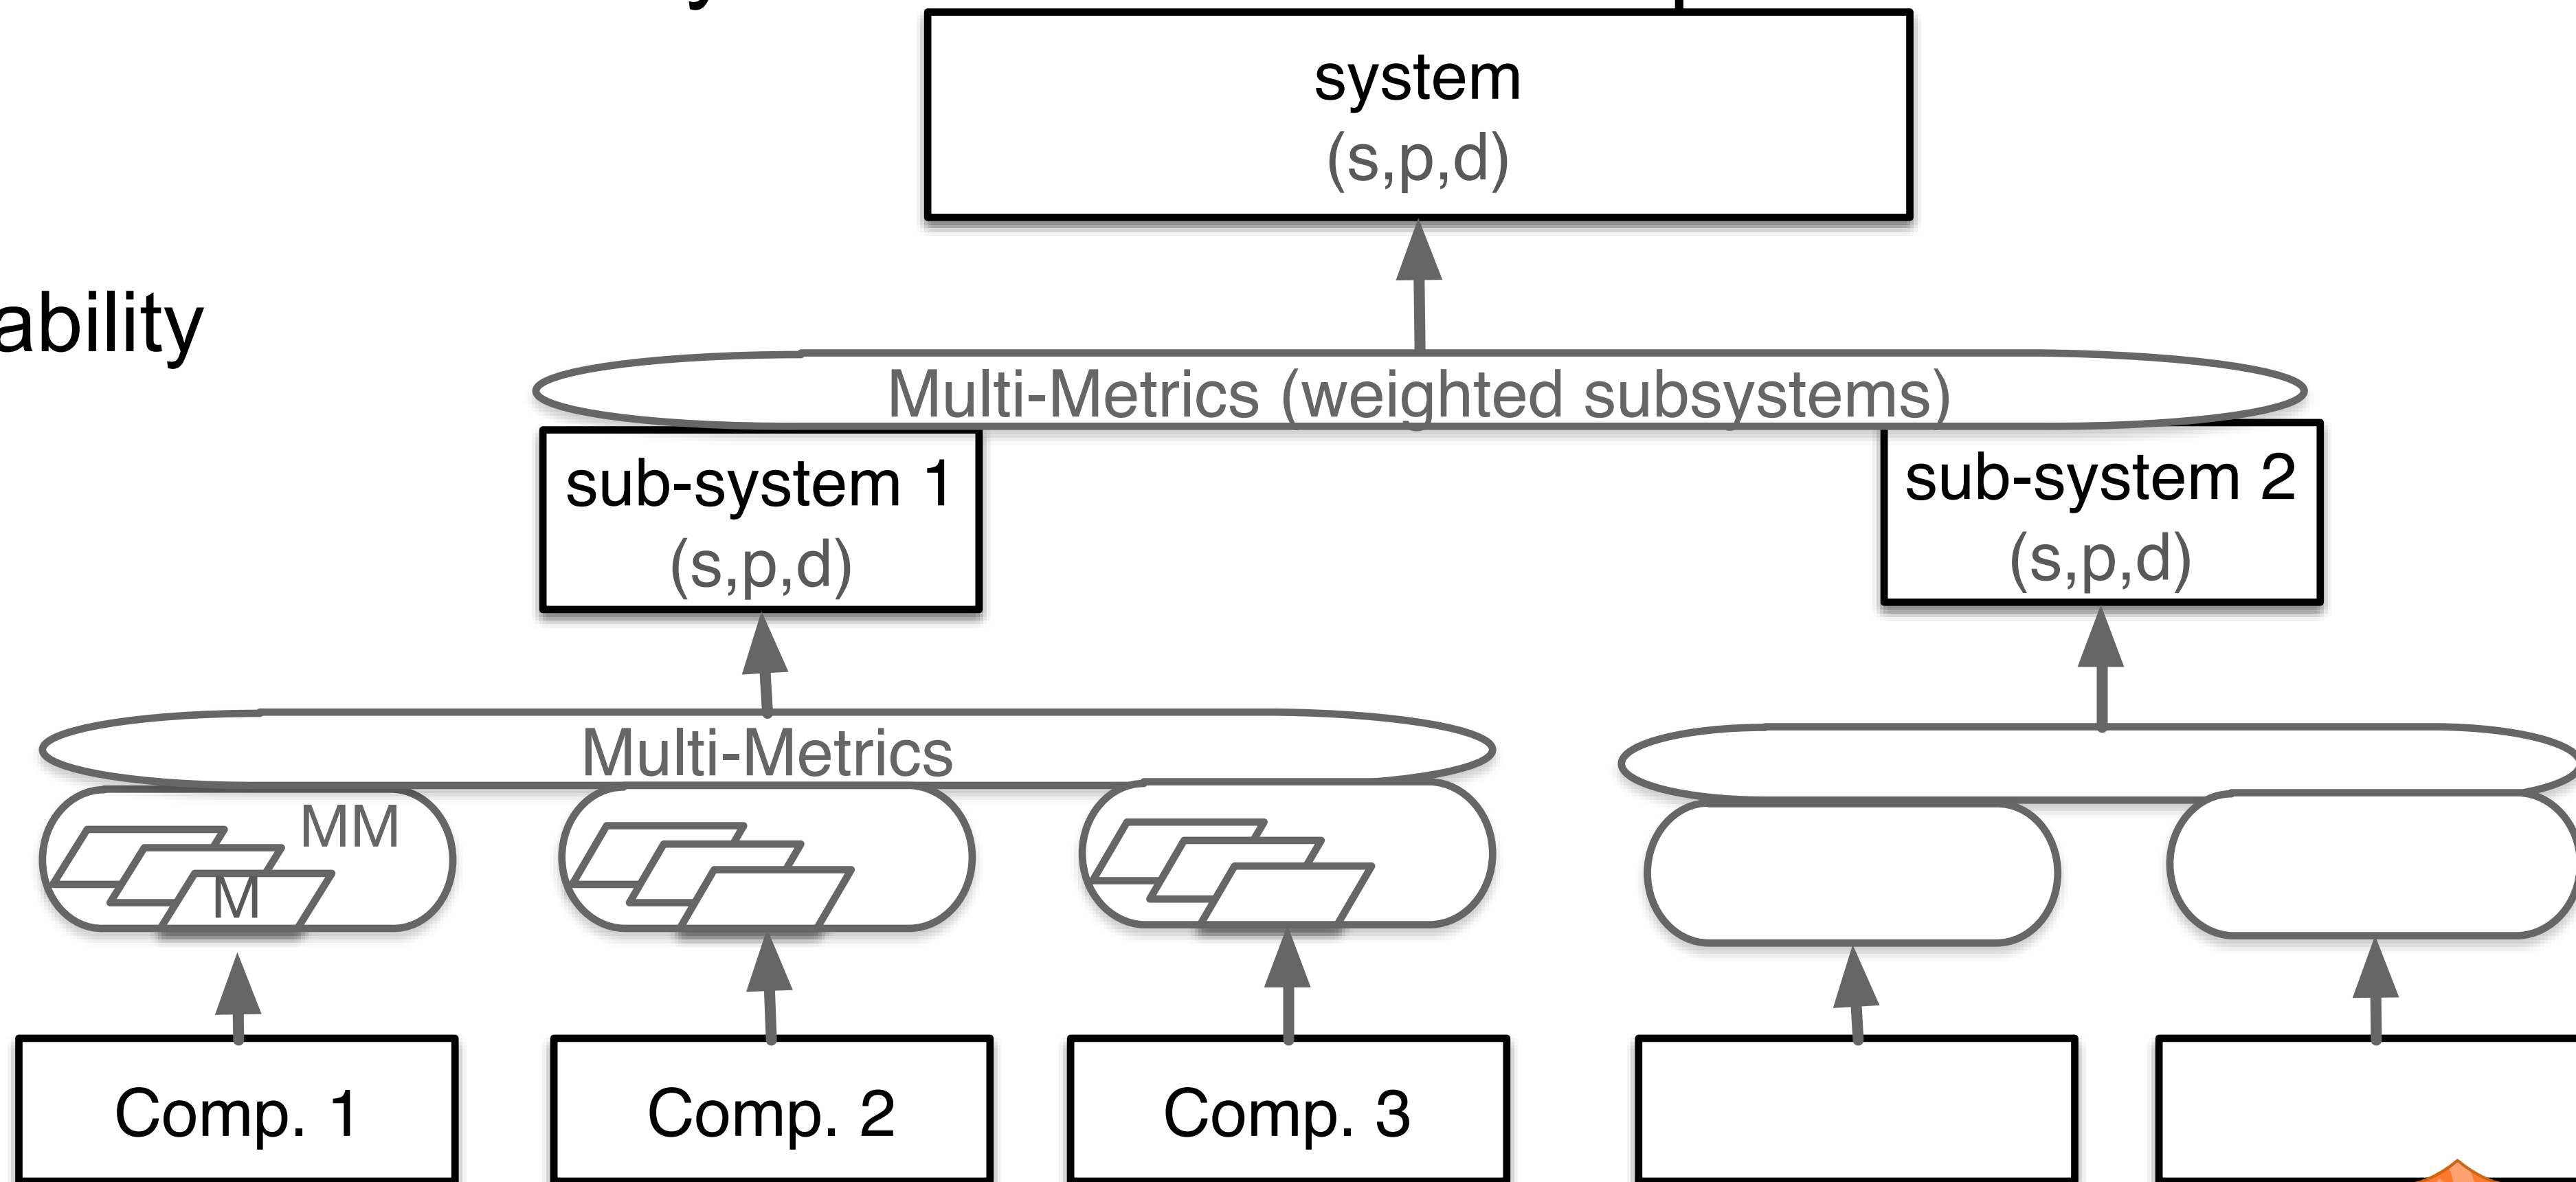 system
(s,p,d)
ability
Multi-Metrics (weighted subsystems)
sub-system 1
(s,p,d)
sub-system 2
(s,p,d)
Multi-Metrics
MM
M
Comp. 1
Comp. 2
Comp. 3